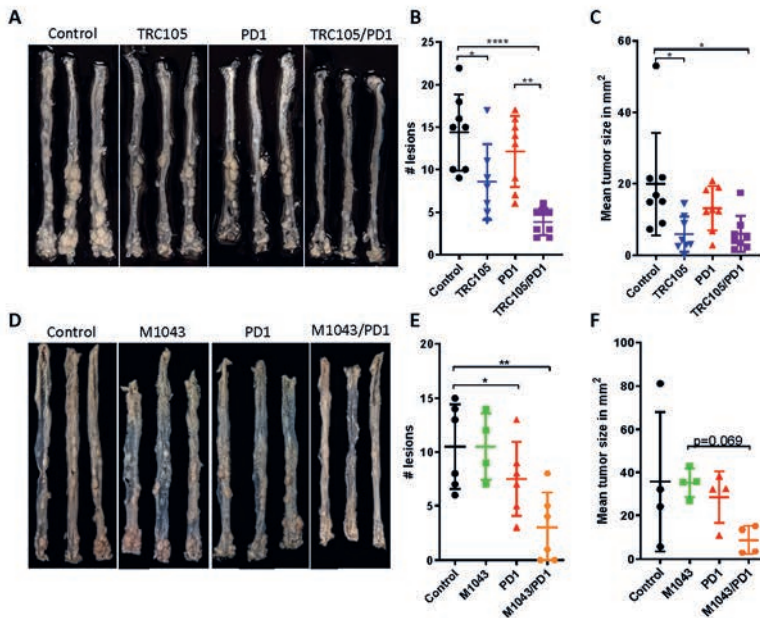 A
Control TRC105 PD1 TRC105/PD1
B
# lesions
25
20
15
10
5
0
****
*
**
Control
TRC105
PD1
TRC105/PD1
C
Mean tumor size in mm²
60
40
20
0
*
*
Control
TRC105
PD1
TRC105/PD1
D
Control M1043 PD1 M1043/PD1
E
# lesions
20
15
10
5
0
**
*
Control
M1043
PD1
M1043/PD1
F
Mean tumor size in mm²
100
80
60
40
20
0
p=0.069
Control
M1043
PD1
M1043/PD1